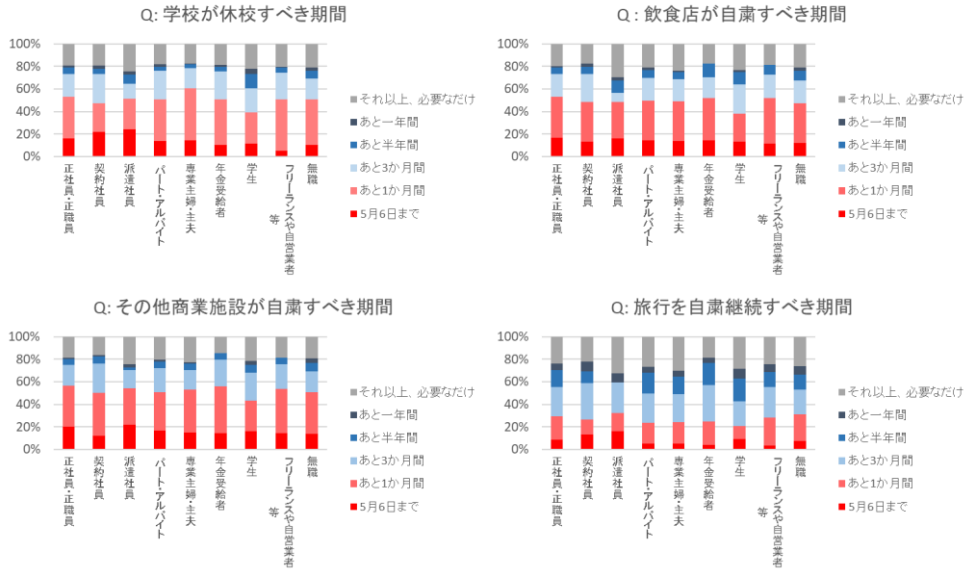 Q: 学校が休校すべき期間
100%
80%
60%
40%
20%
0%
正社員・正職員
契約社員
派遣社員
パート・アルバイト
専業主婦・主夫
年金受給者
学生
フリーランスや自営業者等
無職
それ以上、必要なだけ
あと一年間
あと半年間
あと3か月間
あと1か月間
5月6日まで
Q : 飲食店が自粛すべき期間
100%
80%
60%
40%
20%
0%
正社員・正職員
契約社員
派遣社員
パート・アルバイト
専業主婦・主夫
年金受給者
学生
フリーランスや自営業者等
無職
それ以上、必要なだけ
あと一年間
あと半年間
あと3か月間
あと1か月間
5月6日まで
Q: その他商業施設が自粛すべき期間
100%
80%
60%
40%
20%
0%
正社員・正職員
契約社員
派遣社員
パート・アルバイト
専業主婦・主夫
年金受給者
学生
フリーランスや自営業者等
無職
それ以上、必要なだけ
あと一年間
あと半年間
あと3か月間
あと1か月間
5月6日まで
Q: 旅行を自粛継続すべき期間
100%
80%
60%
40%
20%
0%
正社員・正職員
契約社員
派遣社員
パート・アルバイト
専業主婦・主夫
年金受給者
学生
フリーランスや自営業者等
無職
それ以上、必要なだけ
あと一年間
あと半年間
あと3か月間
あと1か月間
5月6日まで